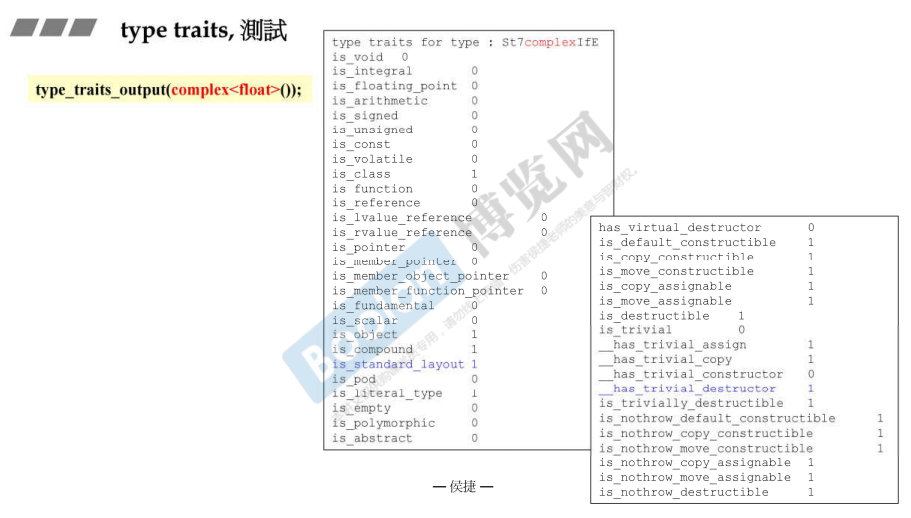 type traits, 測試
type_traits_output(complex<float>());
type traits for type : St7complexIfE
is_void 0
is_integral 0
is_floating_point 0
is_arithmetic 0
is_signed 0
is_unsigned 0
is_const 0
is_volatile 0
is_class 1
is function 0
is_reference 0
is_lvalue_reference 0
is_rvalue_reference 0
is_pointer 0
is_member_pointer 0
is_member_object_pointer 0
is_member_function_pointer 0
is_fundamental 0
is_scalar 0
is_object 1
is_compound 1
is_standard_layout 1
is_pod 0
is_literal_type 1
is_empty 0
is_polymorphic 0
is_abstract 0
has_virtual_destructor 0
is_default_constructible 1
is_copy_constructible 1
is_move_constructible 1
is_copy_assignable 1
is_move_assignable 1
is_destructible 1
is_trivial 0
__has_trivial_assign 1
__has_trivial_copy 1
__has_trivial_constructor 0
__has_trivial_destructor 1
is_trivially_destructible 1
is_nothrow_default_constructible 1
is_nothrow_copy_constructible 1
is_nothrow_move_constructible 1
is_nothrow_copy_assignable 1
is_nothrow_move_assignable 1
is_nothrow_destructible 1
— 侯捷 —
Boolan
博览网